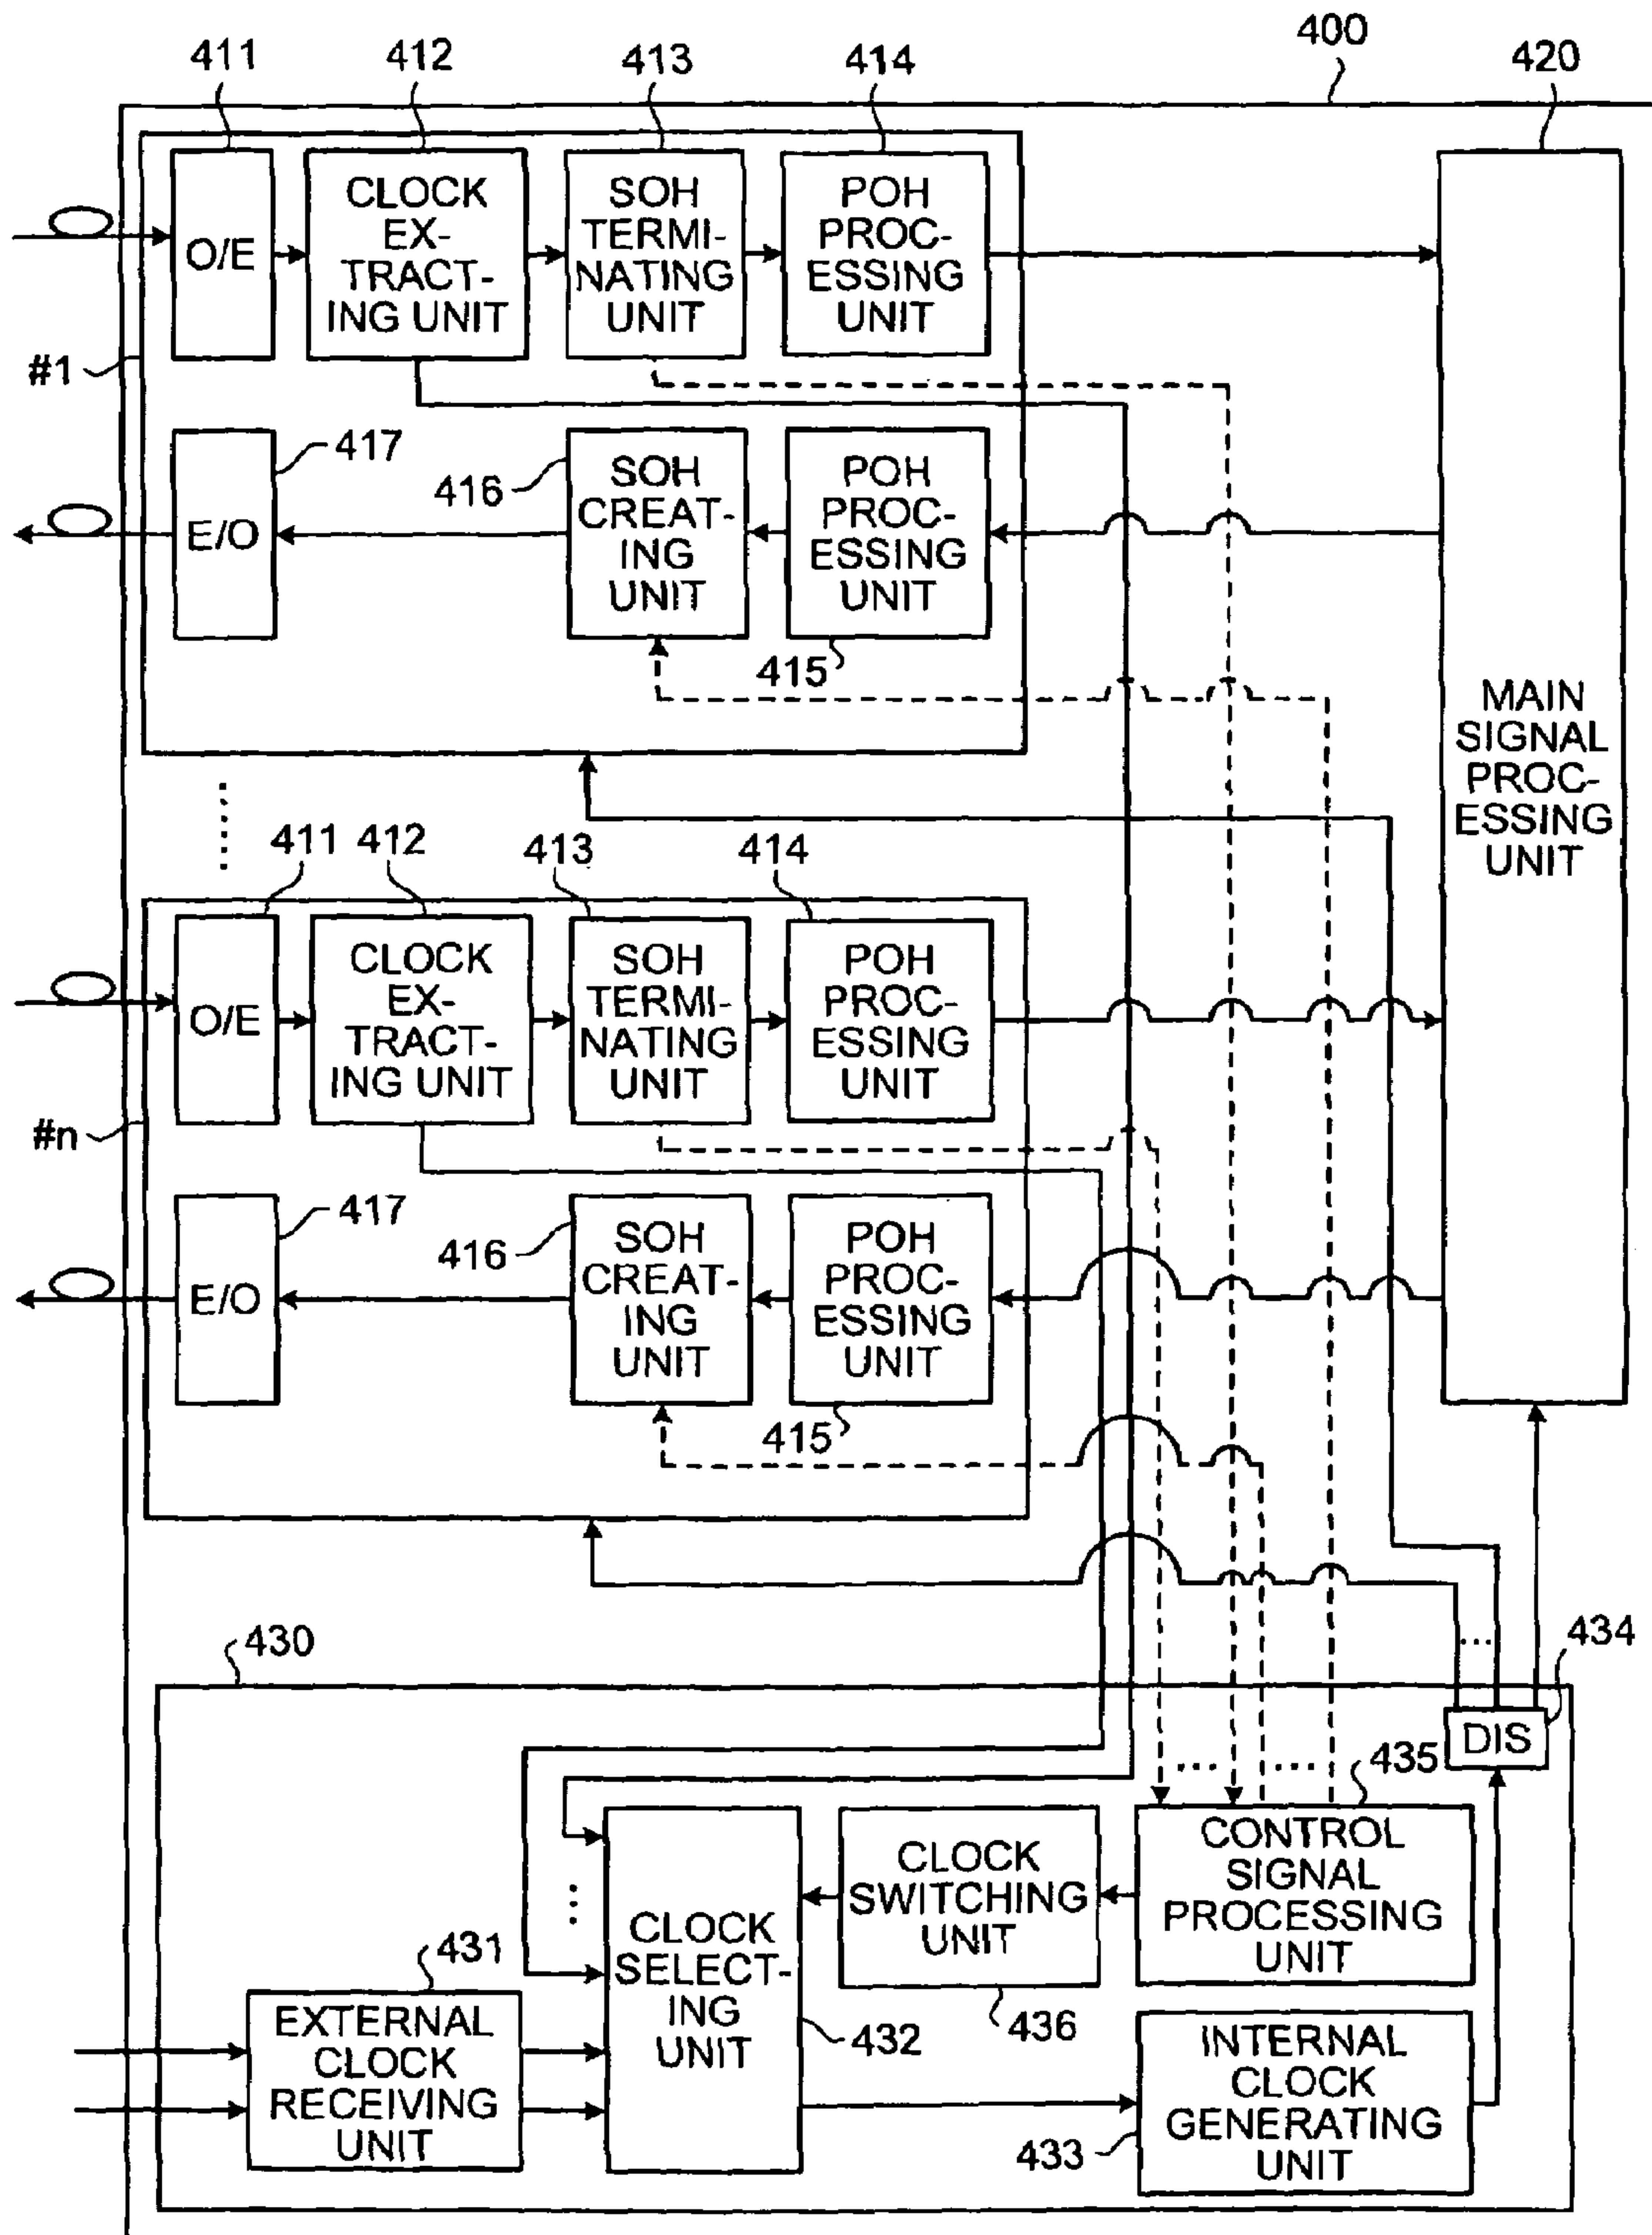 400
411
412
413
414
420
O/E
CLOCK
EX-
TRACT-
ING UNIT
SOH
TERMI-
NATING
UNIT
POH
PROC-
ESSING
UNIT
#1
417
E/O
416
SOH
CREAT-
ING
UNIT
POH
PROC-
ESSING
UNIT
415
MAIN
SIGNAL
PROC-
ESSING
UNIT
411
412
413
414
O/E
CLOCK
EX-
TRACT-
ING UNIT
SOH
TERMI-
NATING
UNIT
POH
PROC-
ESSING
UNIT
#n
417
E/O
416
SOH
CREAT-
ING
UNIT
POH
PROC-
ESSING
UNIT
415
430
434
DIS
435
CONTROL
SIGNAL
PROCESSING
UNIT
CLOCK
SWITCHING
UNIT
436
CLOCK
SELECT-
ING
UNIT
432
431
EXTERNAL
CLOCK
RECEIVING
UNIT
INTERNAL
CLOCK
GENERATING
UNIT
433